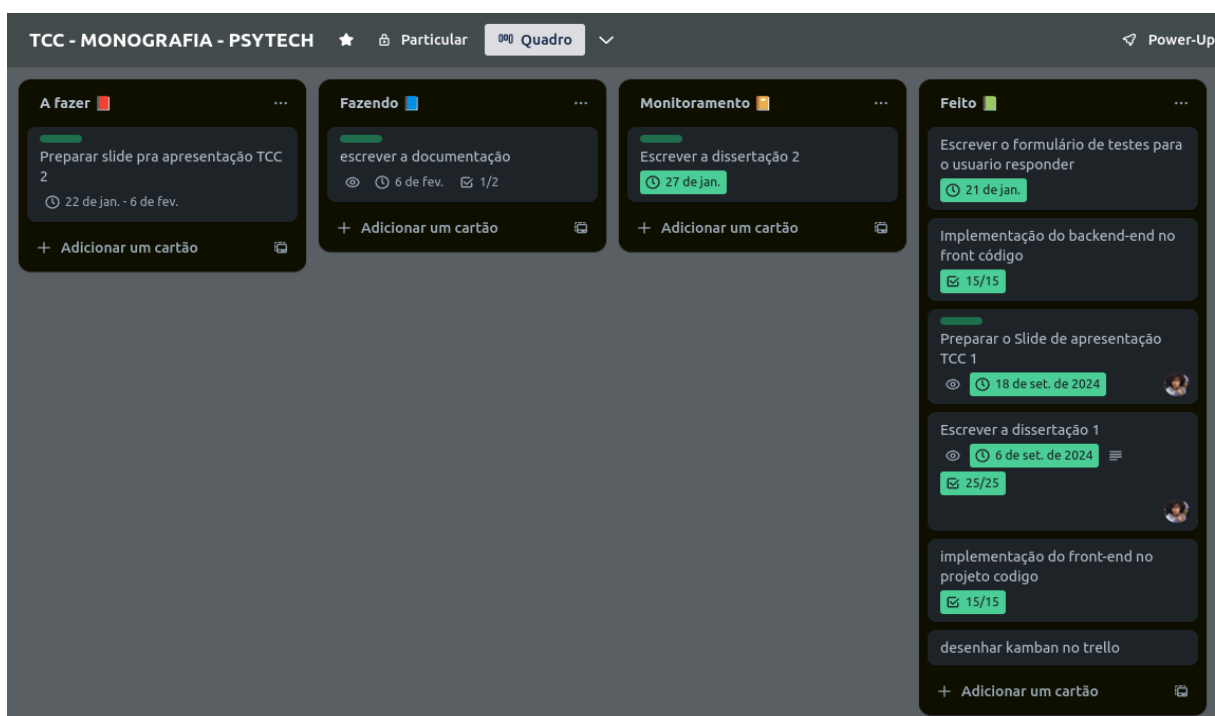 TCC - MONOGRAFIA - PSYTECH
Particular
Quadro
Power-Up
A fazer
Preparar slide pra apresentação TCC
2
22 de jan. - 6 de fev.
Adicionar um cartão
Fazendo
escrever a documentação
6 de fev.
1/2
Adicionar um cartão
Monitoramento
Escrever a dissertação 2
27 de jan.
Adicionar um cartão
Feito
Escrever o formulário de testes para
o usuario responder
21 de jan.
Implementação do backend-end no
front código
15/15
Preparar o Slide de apresentação
TCC 1
18 de set. de 2024
Escrever a dissertação 1
6 de set. de 2024
25/25
implementação do front-end no
projeto codigo
15/15
desenhar kamban no trello
Adicionar um cartão